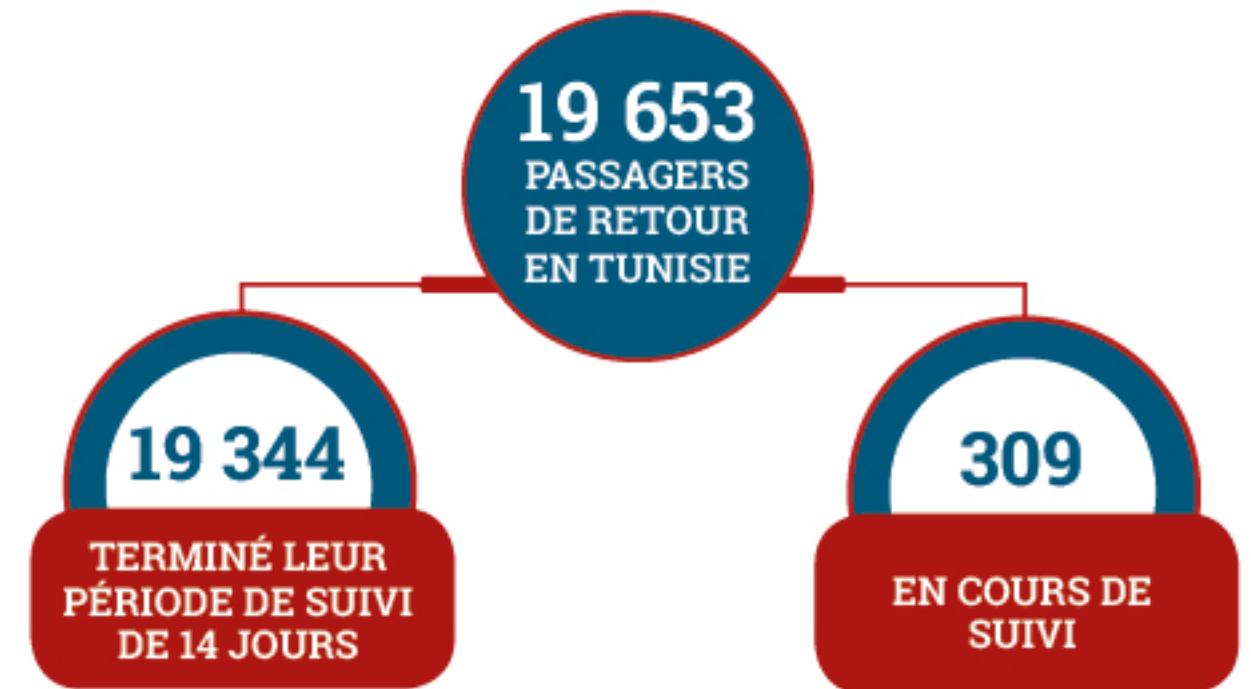 19 653
PASSAGERS
DE RETOUR
EN TUNISIE
19 344
TERMINÉ LEUR
PÉRIODE DE SUIVI
DE 14 JOURS
309
EN COURS DE
SUIVI